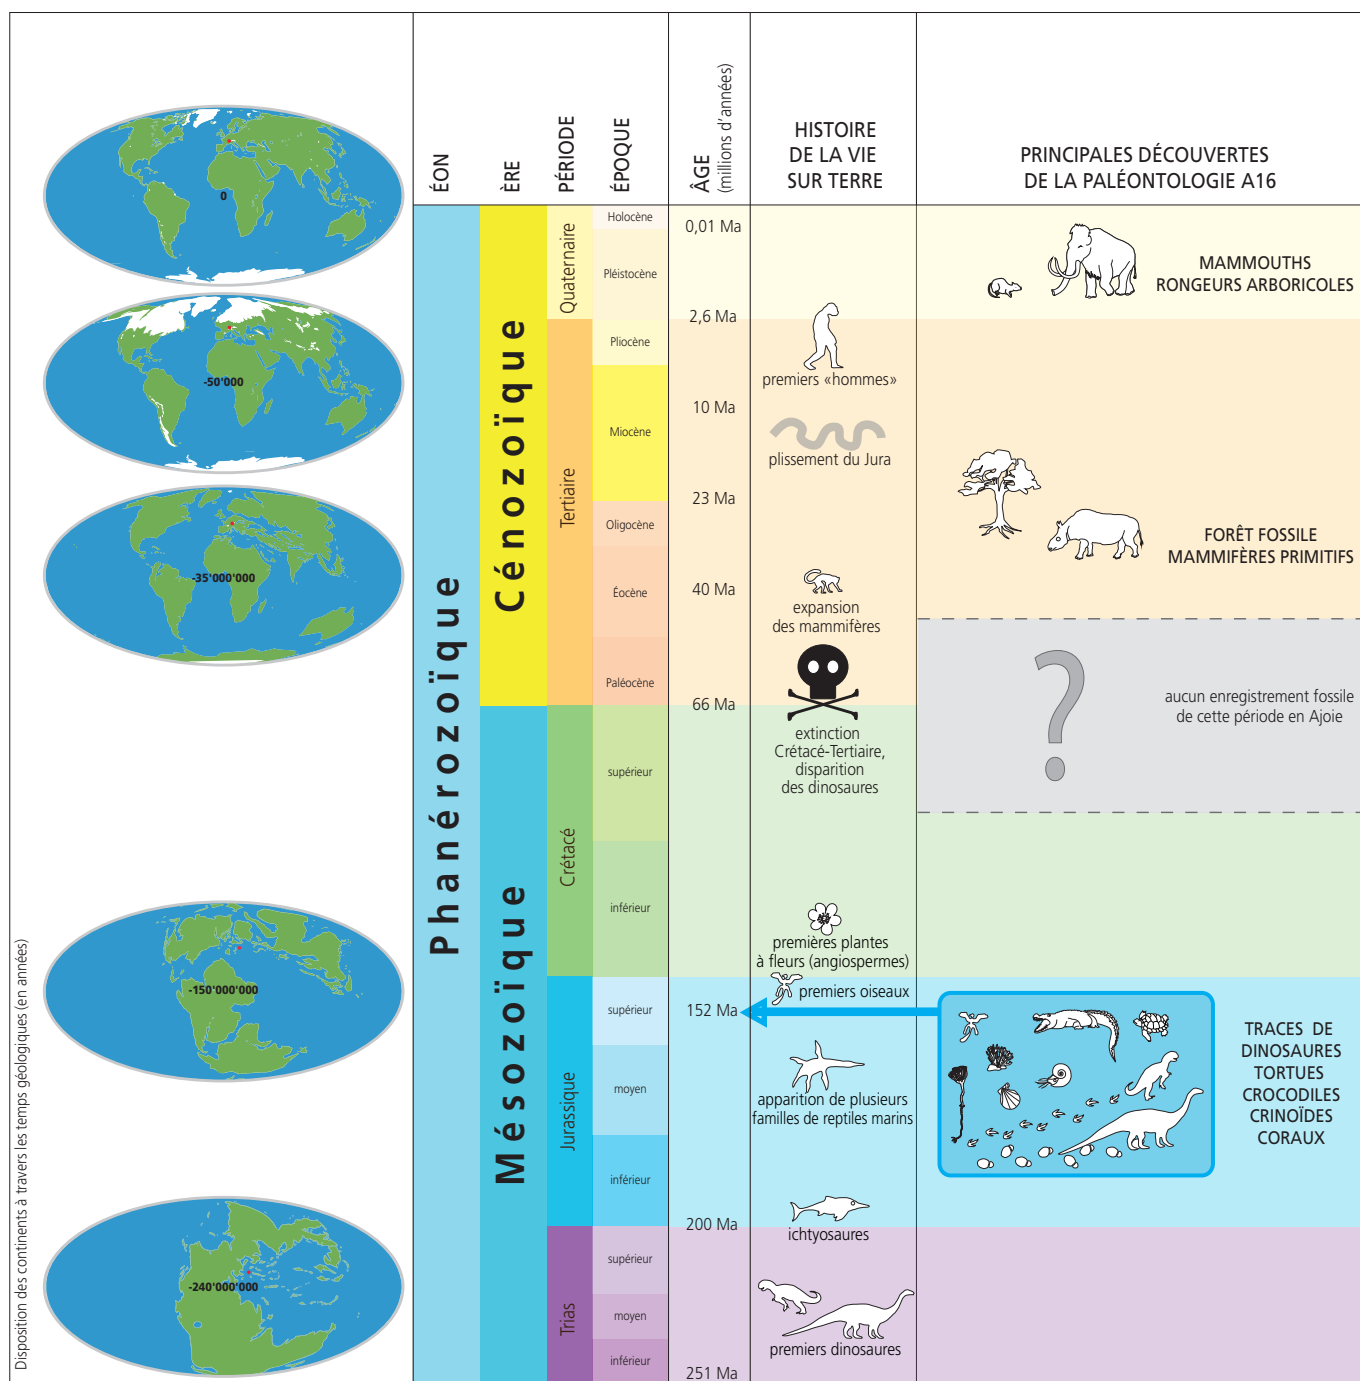 Disposition des continents à travers les temps géologiques (en années)
0
-50'000
-35'000'000
-150'000'000
-240'000'000
ÉON
ÈRE
PÉRIODE
ÉPOQUE
ÂGE
(millions d'années)
HISTOIRE
DE LA VIE
SUR TERRE
PRINCIPALES DÉCOUVERTES
DE LA PALÉONTOLOGIE A16
Phanérozoïque
Cénozoïque
Mésozoïque
Quaternaire
Tertiaire
Crétacé
Jurassique
Trias
Holocène
Pléistocène
Pliocène
Miocène
Oligocène
Éocène
Paléocène
supérieur
inférieur
supérieur
moyen
inférieur
supérieur
moyen
inférieur
0,01 Ma
2,6 Ma
10 Ma
23 Ma
40 Ma
66 Ma
152 Ma
200 Ma
251 Ma
premiers «hommes»
plissement du Jura
expansion
des mammifères
extinction
Crétacé-Tertiaire,
disparition
des dinosaures
premières plantes
à fleurs (angiospermes)
premiers oiseaux
apparition de plusieurs
familles de reptiles marins
ichtyosaures
premiers dinosaures
MAMMOUTHS
RONGEURS ARBORICOLES
FORÊT FOSSILE
MAMMIFÈRES PRIMITIFS
?
aucun enregistrement fossile
de cette période en Ajoie
TRACES DE
DINOSAURES
TORTUES
CROCODILES
CRINOÏDES
CORAUX